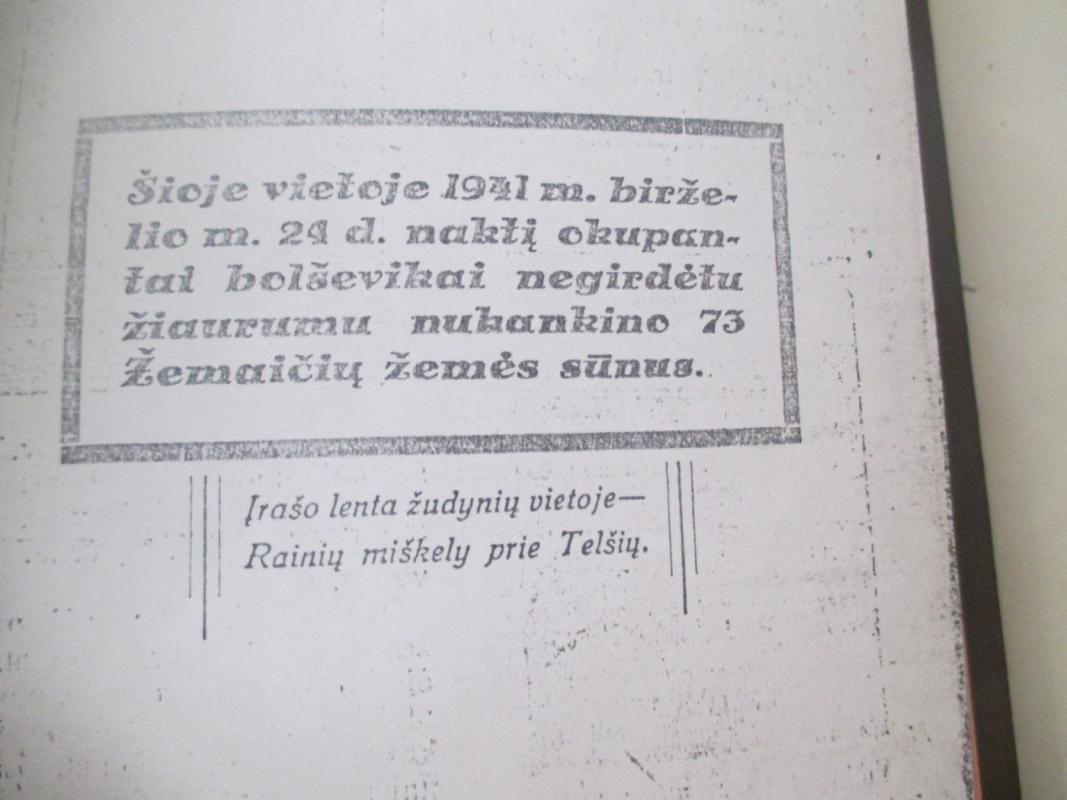 Šioje vietoje 1941 m. birže-
lio m. 24 d. naktį okupan-
tai bolševikai negirdėtu
žiaurumu nukankino 73
Žemaičių žemės sūnus.
Įrašo lenta žudynių vietoje—
Rainių miškely prie Telšių.